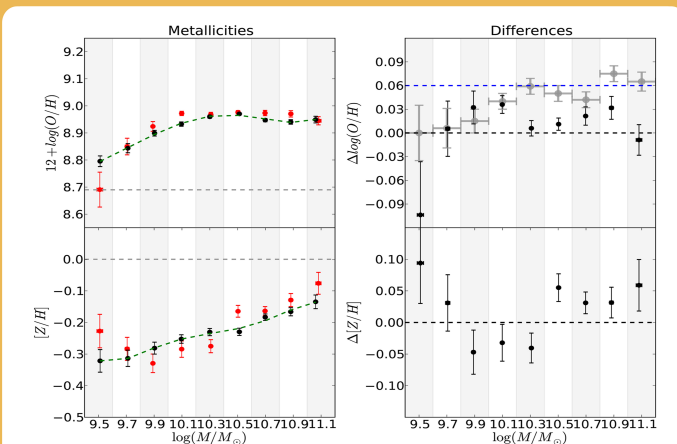 Metallicities
Differences
12+log(O/H)
9.2
9.1
9.0
8.9
8.8
8.7
8.6
Δlog(O/H)
0.09
0.06
0.03
0.00
−0.03
−0.06
−0.09
[Z/H]
0.0
−0.1
−0.2
−0.3
−0.4
−0.5
Δ[Z/H]
0.10
0.05
0.00
−0.05
−0.10
9.5 9.7 9.9 10.1 10.3 10.5 10.7 10.9 11.1
9.5 9.7 9.9 10.1 10.3 10.5 10.7 10.9 11.1
log(M/M⊙)
log(M/M⊙)